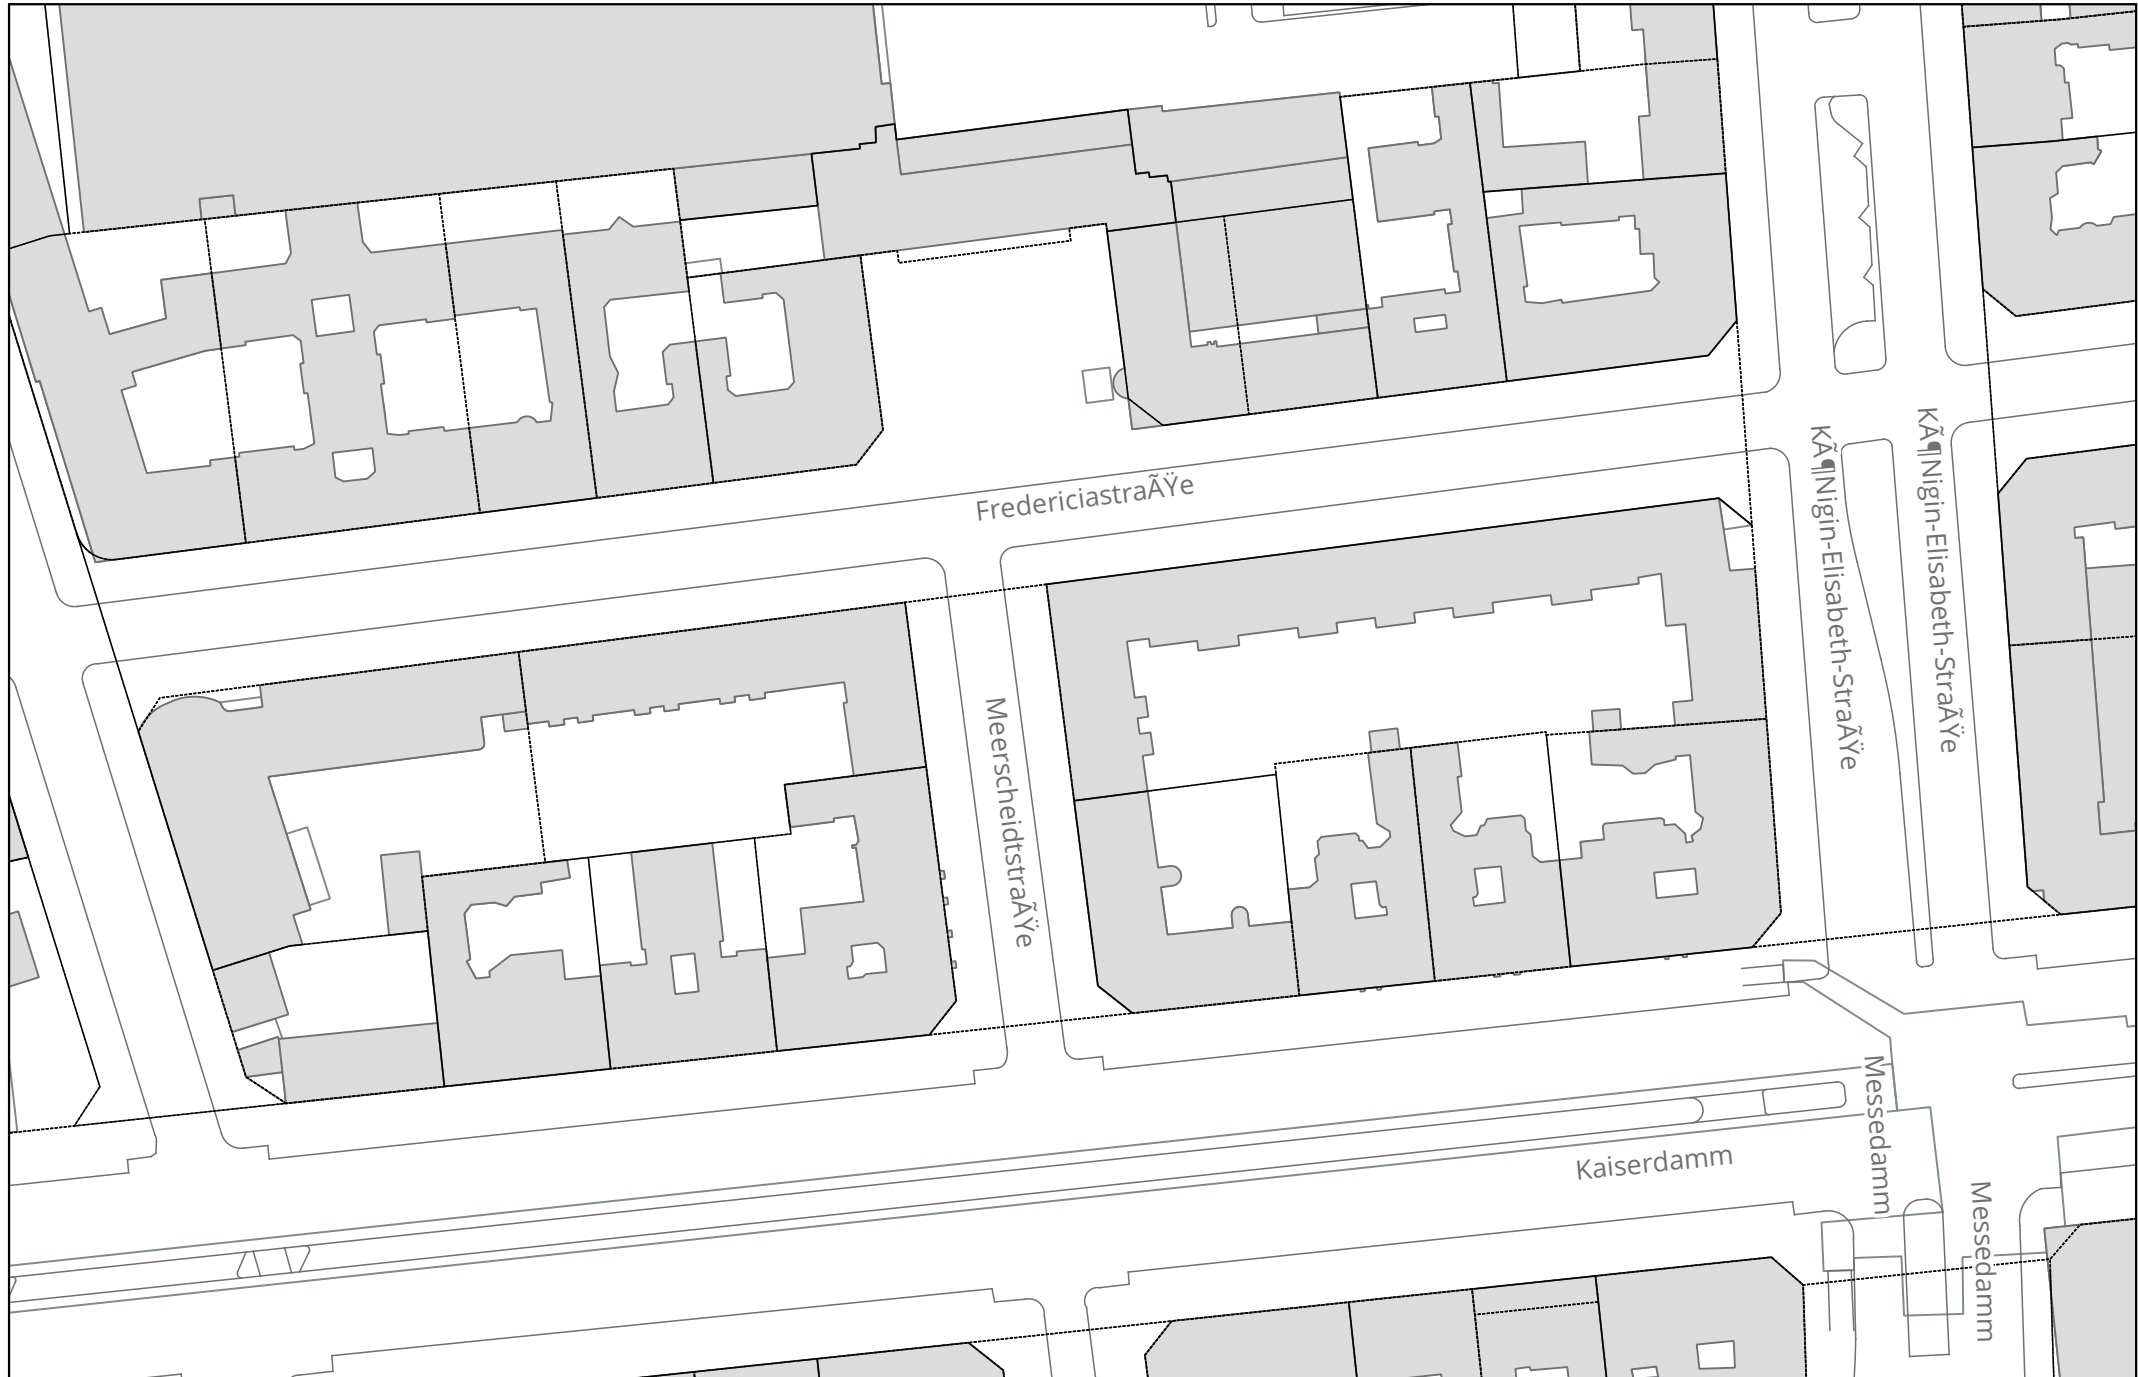 FredericiastraÃŸe
KÃ¶Nigin-Elisabeth-StraÃŸe
KÃ¶Nigin-Elisabeth-StraÃŸe
MeerscheidtstraÃŸe
Kaiserdamm
Messedamm
Messedamm